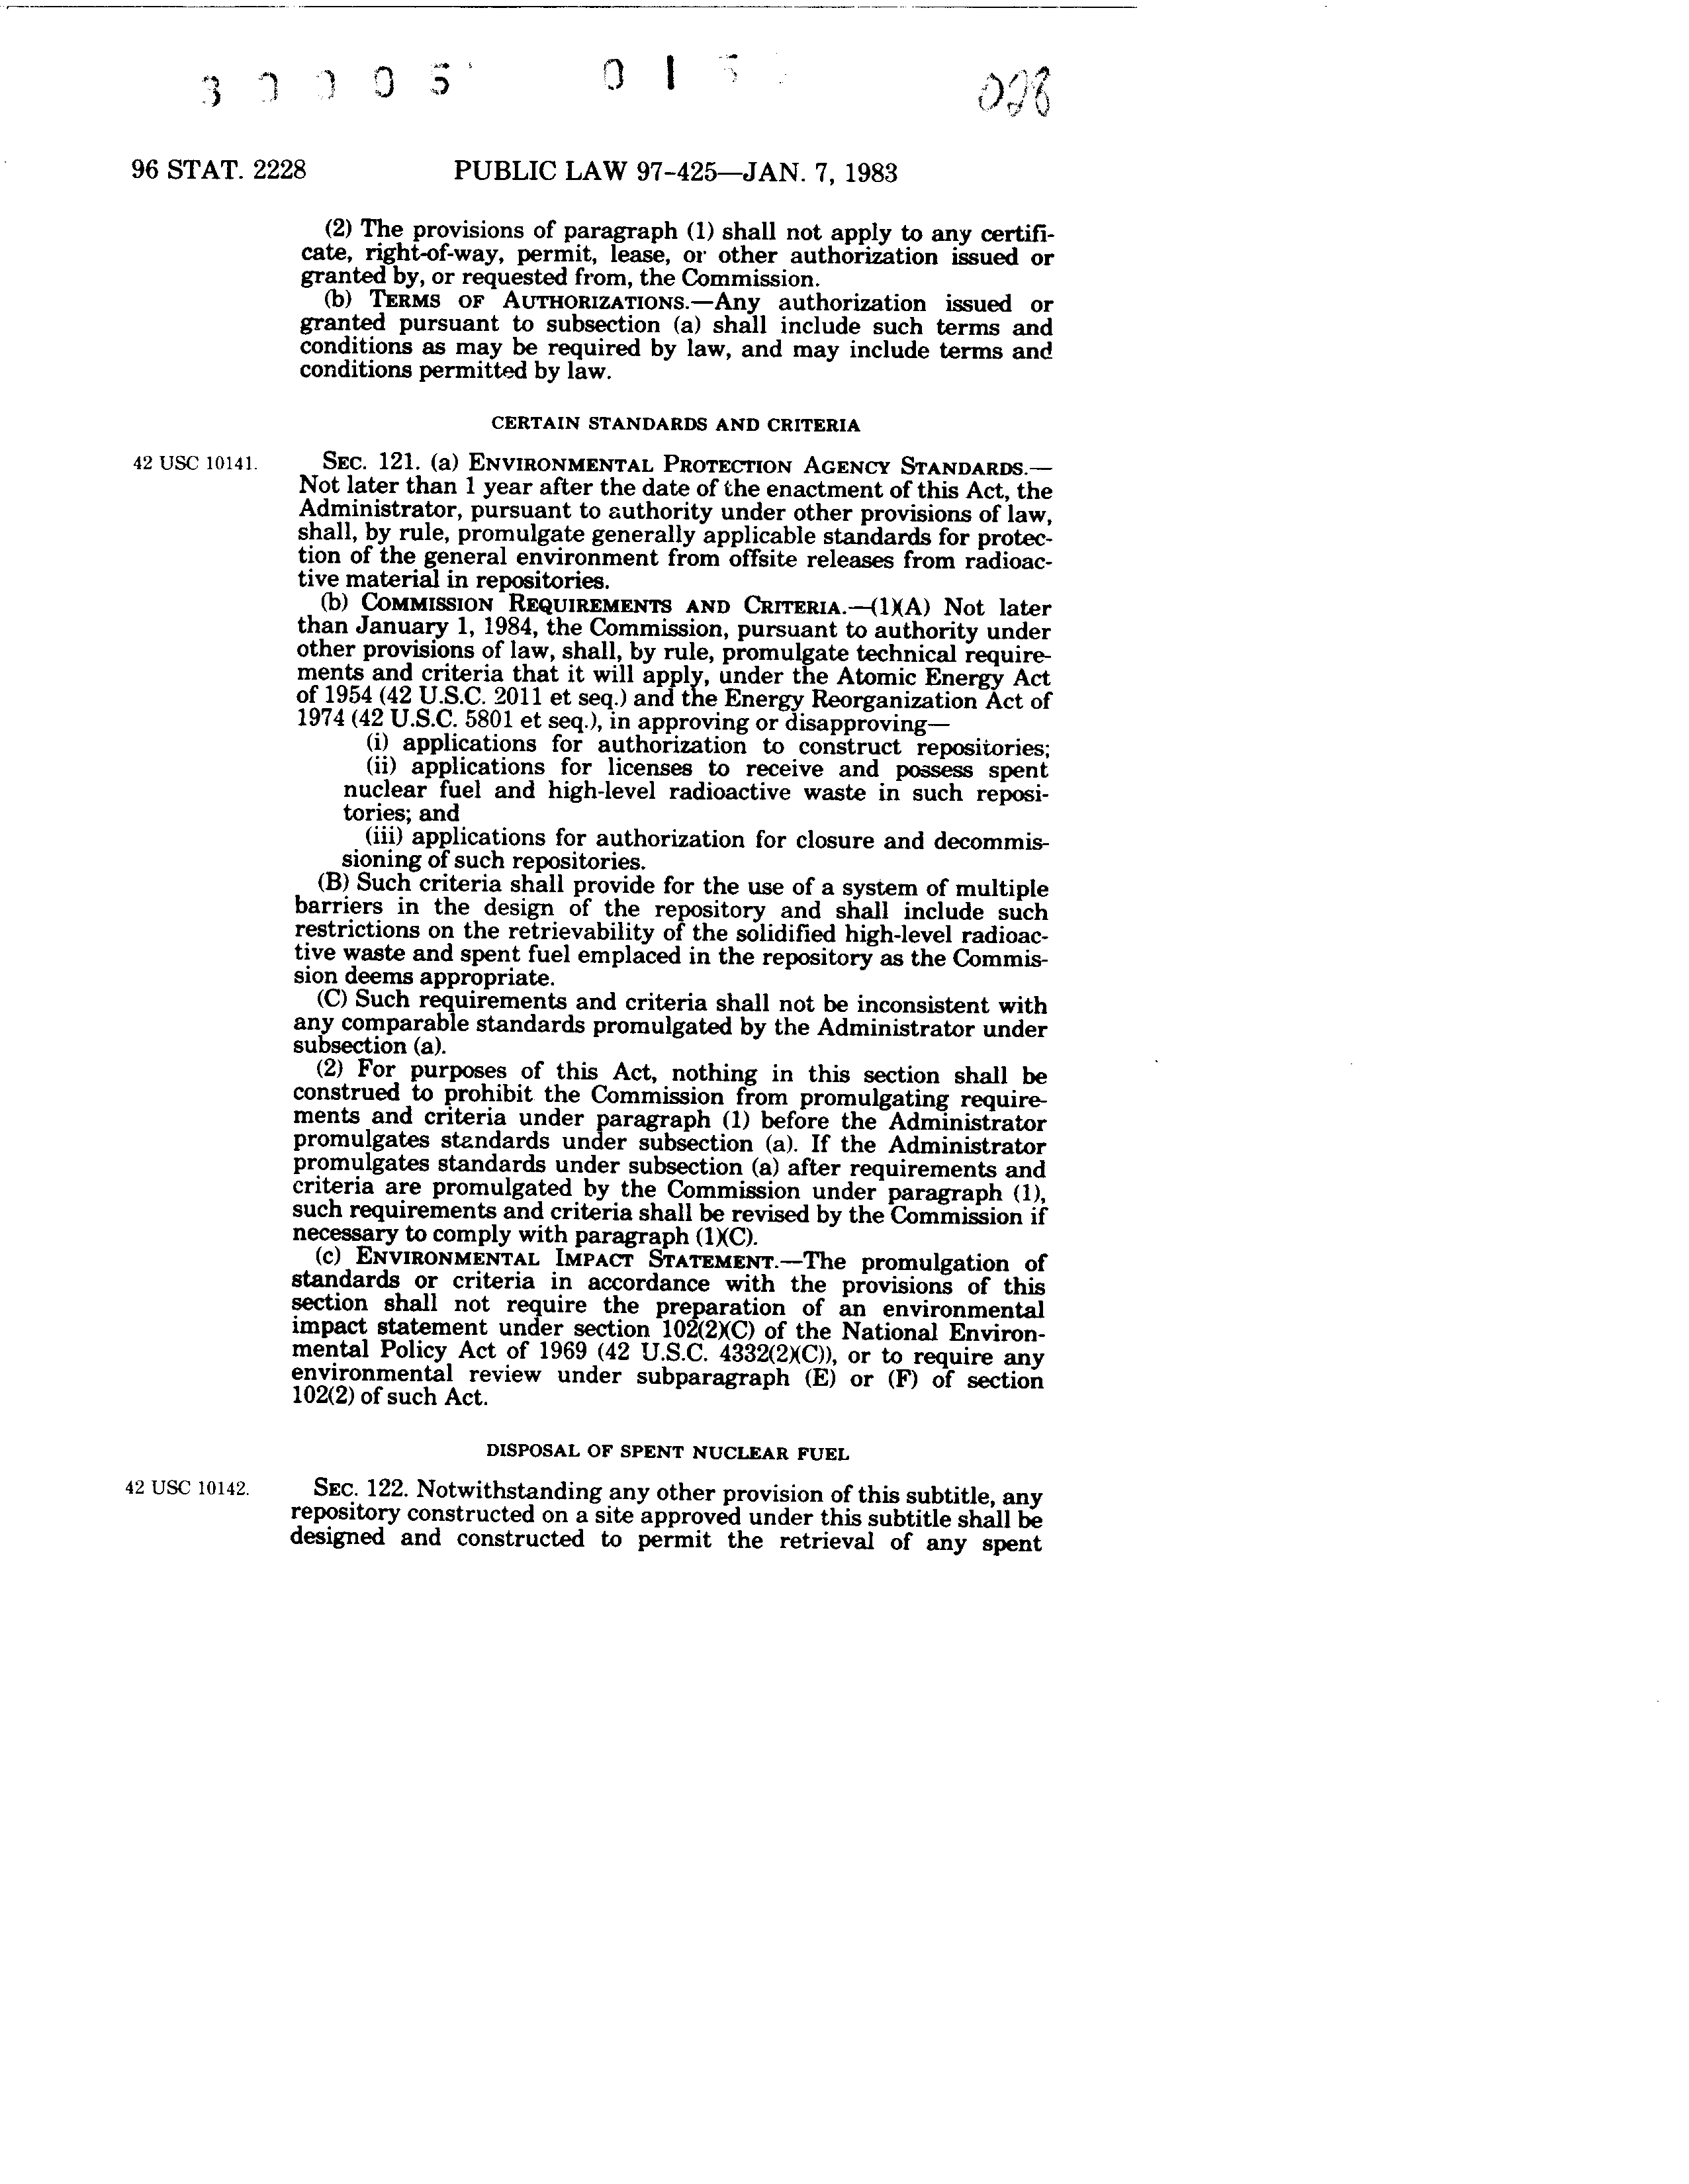 3 0 0 0 5 0 1 5
028
96 STAT. 2228 PUBLIC LAW 97-425—JAN. 7, 1983
(2) The provisions of paragraph (1) shall not apply to any certifi-
cate, right-of-way, permit, lease, or other authorization issued or
granted by, or requested from, the Commission.
(b) TERMS OF AUTHORIZATIONS.—Any authorization issued or
granted pursuant to subsection (a) shall include such terms and
conditions as may be required by law, and may include terms and
conditions permitted by law.
CERTAIN STANDARDS AND CRITERIA
42 USC 10141.
SEC. 121. (a) ENVIRONMENTAL PROTECTION AGENCY STANDARDS.—
Not later than 1 year after the date of the enactment of this Act, the
Administrator, pursuant to authority under other provisions of law,
shall, by rule, promulgate generally applicable standards for protec-
tion of the general environment from offsite releases from radioac-
tive material in repositories.
(b) COMMISSION REQUIREMENTS AND CRITERIA.—(1)(A) Not later
than January 1, 1984, the Commission, pursuant to authority under
other provisions of law, shall, by rule, promulgate technical require-
ments and criteria that it will apply, under the Atomic Energy Act
of 1954 (42 U.S.C. 2011 et seq.) and the Energy Reorganization Act of
1974 (42 U.S.C. 5801 et seq.), in approving or disapproving—
(i) applications for authorization to construct repositories;
(ii) applications for licenses to receive and possess spent
nuclear fuel and high-level radioactive waste in such reposi-
tories; and
(iii) applications for authorization for closure and decommis-
sioning of such repositories.
(B) Such criteria shall provide for the use of a system of multiple
barriers in the design of the repository and shall include such
restrictions on the retrievability of the solidified high-level radioac-
tive waste and spent fuel emplaced in the repository as the Commis-
sion deems appropriate.
(C) Such requirements and criteria shall not be inconsistent with
any comparable standards promulgated by the Administrator under
subsection (a).
(2) For purposes of this Act, nothing in this section shall be
construed to prohibit the Commission from promulgating require-
ments and criteria under paragraph (1) before the Administrator
promulgates standards under subsection (a). If the Administrator
promulgates standards under subsection (a) after requirements and
criteria are promulgated by the Commission under paragraph (1),
such requirements and criteria shall be revised by the Commission if
necessary to comply with paragraph (1)(C).
(c) ENVIRONMENTAL IMPACT STATEMENT.—The promulgation of
standards or criteria in accordance with the provisions of this
section shall not require the preparation of an environmental
impact statement under section 102(2)(C) of the National Environ-
mental Policy Act of 1969 (42 U.S.C. 4332(2)(C)), or to require any
environmental review under subparagraph (E) or (F) of section
102(2) of such Act.
DISPOSAL OF SPENT NUCLEAR FUEL
42 USC 10142.
SEC. 122. Notwithstanding any other provision of this subtitle, any
repository constructed on a site approved under this subtitle shall be
designed and constructed to permit the retrieval of any spent